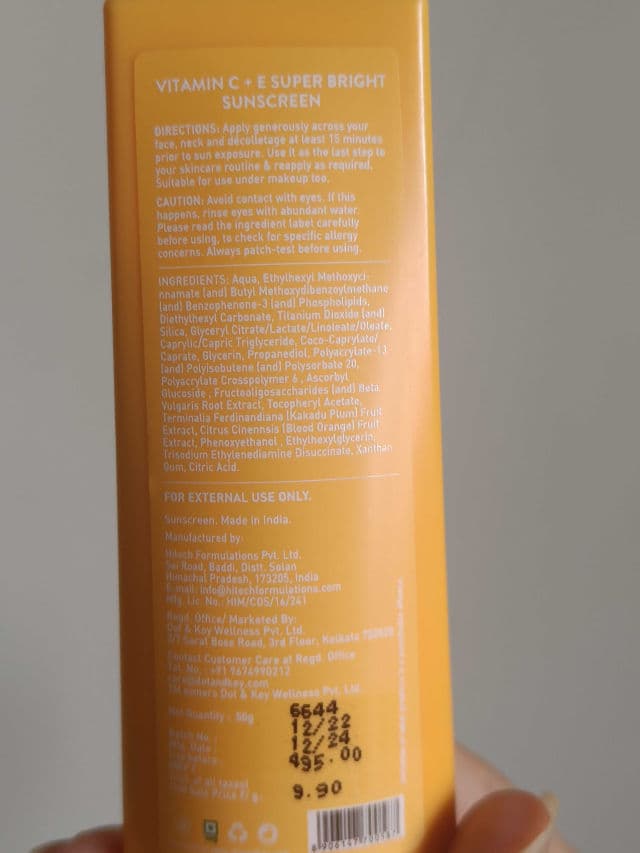 VITAMIN C + E SUPER BRIGHT
SUNSCREEN
DIRECTIONS: Apply generously across your
face, neck and décolletage at least 15 minutes
prior to sun exposure. Use it as the last step to
your skincare routine & reapply as required.
Suitable for use under makeup too.
CAUTION: Avoid contact with eyes. If this
happens, rinse eyes with abundant water.
Please read the ingredient label carefully
before using, to check for specific allergy
concerns. Always patch-test before using.
INGREDIENTS: Aqua, Ethylhexyl Methoxyci-
nnamate (and) Butyl Methoxydibenzoylmethane
(and) Benzophenone-3 (and) Phospholipids,
Diethylhexyl Carbonate, Titanium Dioxide (and)
Silica, Glyceryl Citrate/Lactate/Linoleate/Oleate,
Caprylic/Capric Triglyceride, Coco-Caprylate/
Caprate, Glycerin, Propanediol, Polyacrylate-13
(and) Polyisobutene (and) Polysorbate 20,
Polyacrylate Crosspolymer 6, Ascorbyl
Glucoside, Fructooligosaccharides (and) Beta
Vulgaris Root Extract, Tocopheryl Acetate,
Terminalia Ferdinandiana (Kakadu Plum) Fruit
Extract, Citrus Cinennsis (Blood Orange) Fruit
Extract, Phenoxyethanol, Ethylhexylglycerin,
Trisodium Ethylenediamine Disuccinate, Xanthan
Gum, Citric Acid.
FOR EXTERNAL USE ONLY.
Sunscreen. Made in India.
Manufactured by:
Hitech Formulations Pvt. Ltd.
Sai Road, Baddi, Distt. Solan
Himachal Pradesh, 173205, India
E-mail: info@hitechformulations.com
Mfg. Lic. No.: HIM/COS/16/241
Regd. Office/ Marketed By:
Dot & Key Wellness Pvt. Ltd.
2/7 Sarat Bose Road, 3rd Floor, Kolkata 700020
Contact Customer Care at Regd. Office
Tel. No.: +91 9674990212
care@dotandkey.com
TM owners Dot & Key Wellness Pvt. Ltd.
Net Quantity: 50g
Batch No.: 6644
Mfg. Date: 12/22
12/24
495.00
9.90